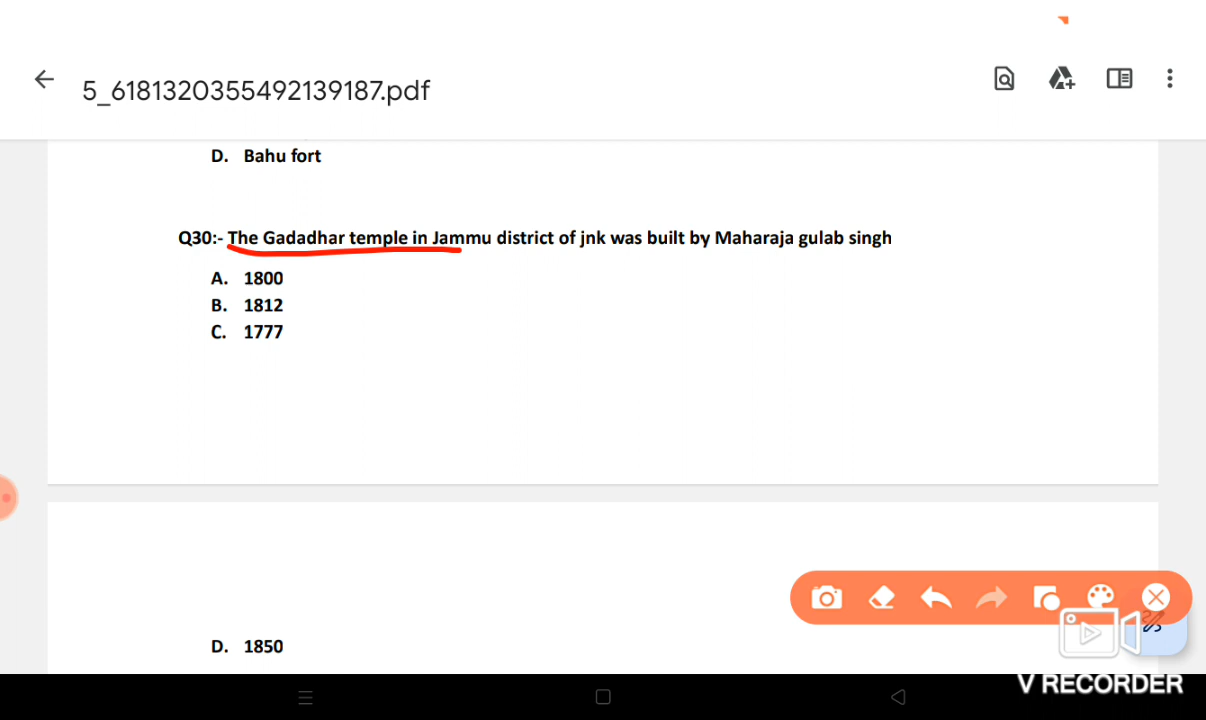 5_6181320355492139187.pdf
D. Bahu fort
Q30:- The Gadadhar temple in Jammu district of jnk was built by Maharaja gulab singh
A. 1800
B. 1812
C. 1777
D. 1850
V RECORDER